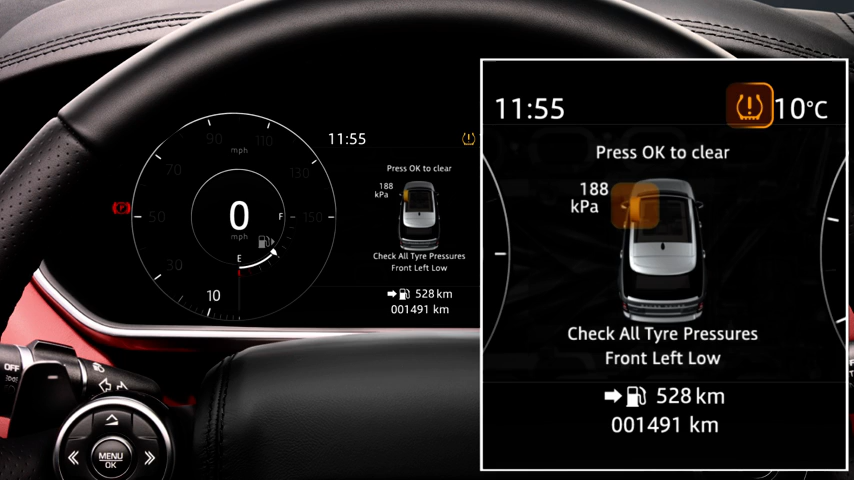 90
110
mph
70
130
0
50
150
mph
F
E
30
10
11:55
Press OK to clear
188
kPa
Check All Tyre Pressures
Front Left Low
528 km
001491 km
OFF
MENU
OK
11:55
10°C
Press OK to clear
188
kPa
Check All Tyre Pressures
Front Left Low
528 km
001491 km